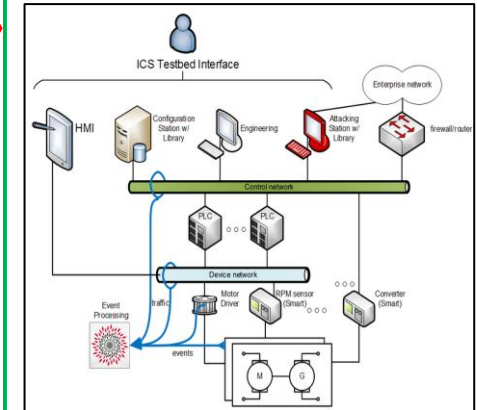 ICS Testbed Interface
Enterprise network
HMI
Configuration
Station w/
Library
Engineering
Attacking
Station w/
Library
firewall/router
Control network
PLC
PLC
Device network
Event
Processing
traffic
Motor
Driver
RPM sensor
(Smart)
Converter
(Smart)
events
M
G